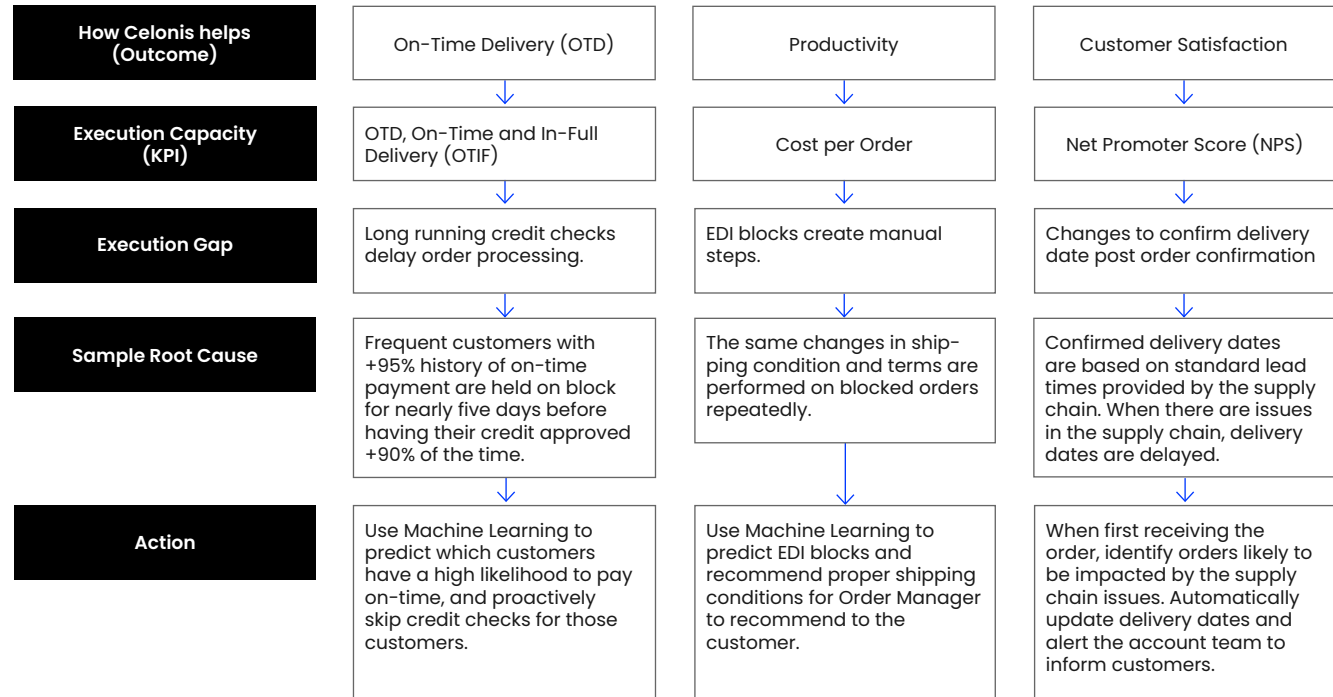 How Celonis helps
(Outcome)
On-Time Delivery (OTD)
Productivity
Customer Satisfaction
Execution Capacity
(KPI)
OTD, On-Time and In-Full
Delivery (OTIF)
Cost per Order
Net Promoter Score (NPS)
Execution Gap
Long running credit checks
delay order processing.
EDI blocks create manual
steps.
Changes to confirm delivery
date post order confirmation
Sample Root Cause
Frequent customers with
+95% history of on-time
payment are held on block
for nearly five days before
having their credit approved
+90% of the time.
The same changes in ship-
ping condition and terms are
performed on blocked orders
repeatedly.
Confirmed delivery dates
are based on standard lead
times provided by the supply
chain. When there are issues
in the supply chain, delivery
dates are delayed.
Action
Use Machine Learning to
predict which customers
have a high likelihood to pay
on-time, and proactively
skip credit checks for those
customers.
Use Machine Learning to
predict EDI blocks and
recommend proper shipping
conditions for Order Manager
to recommend to the
customer.
When first receiving the
order, identify orders likely to
be impacted by the supply
chain issues. Automatically
update delivery dates and
alert the account team to
inform customers.